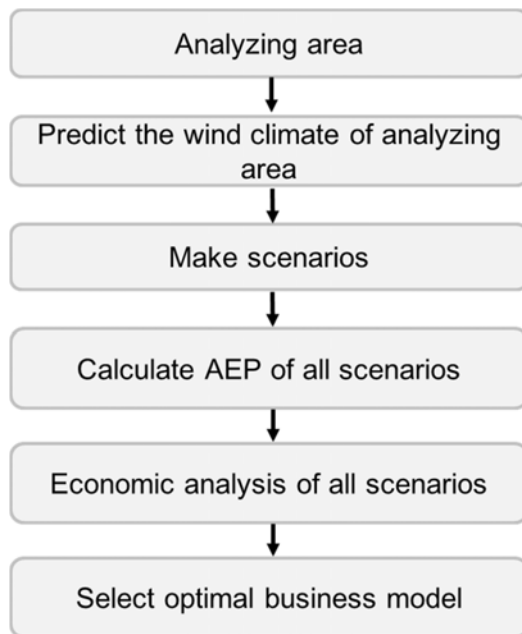 Analyzing area
Predict the wind climate of analyzing
area
Make scenarios
Calculate AEP of all scenarios
Economic analysis of all scenarios
Select optimal business model